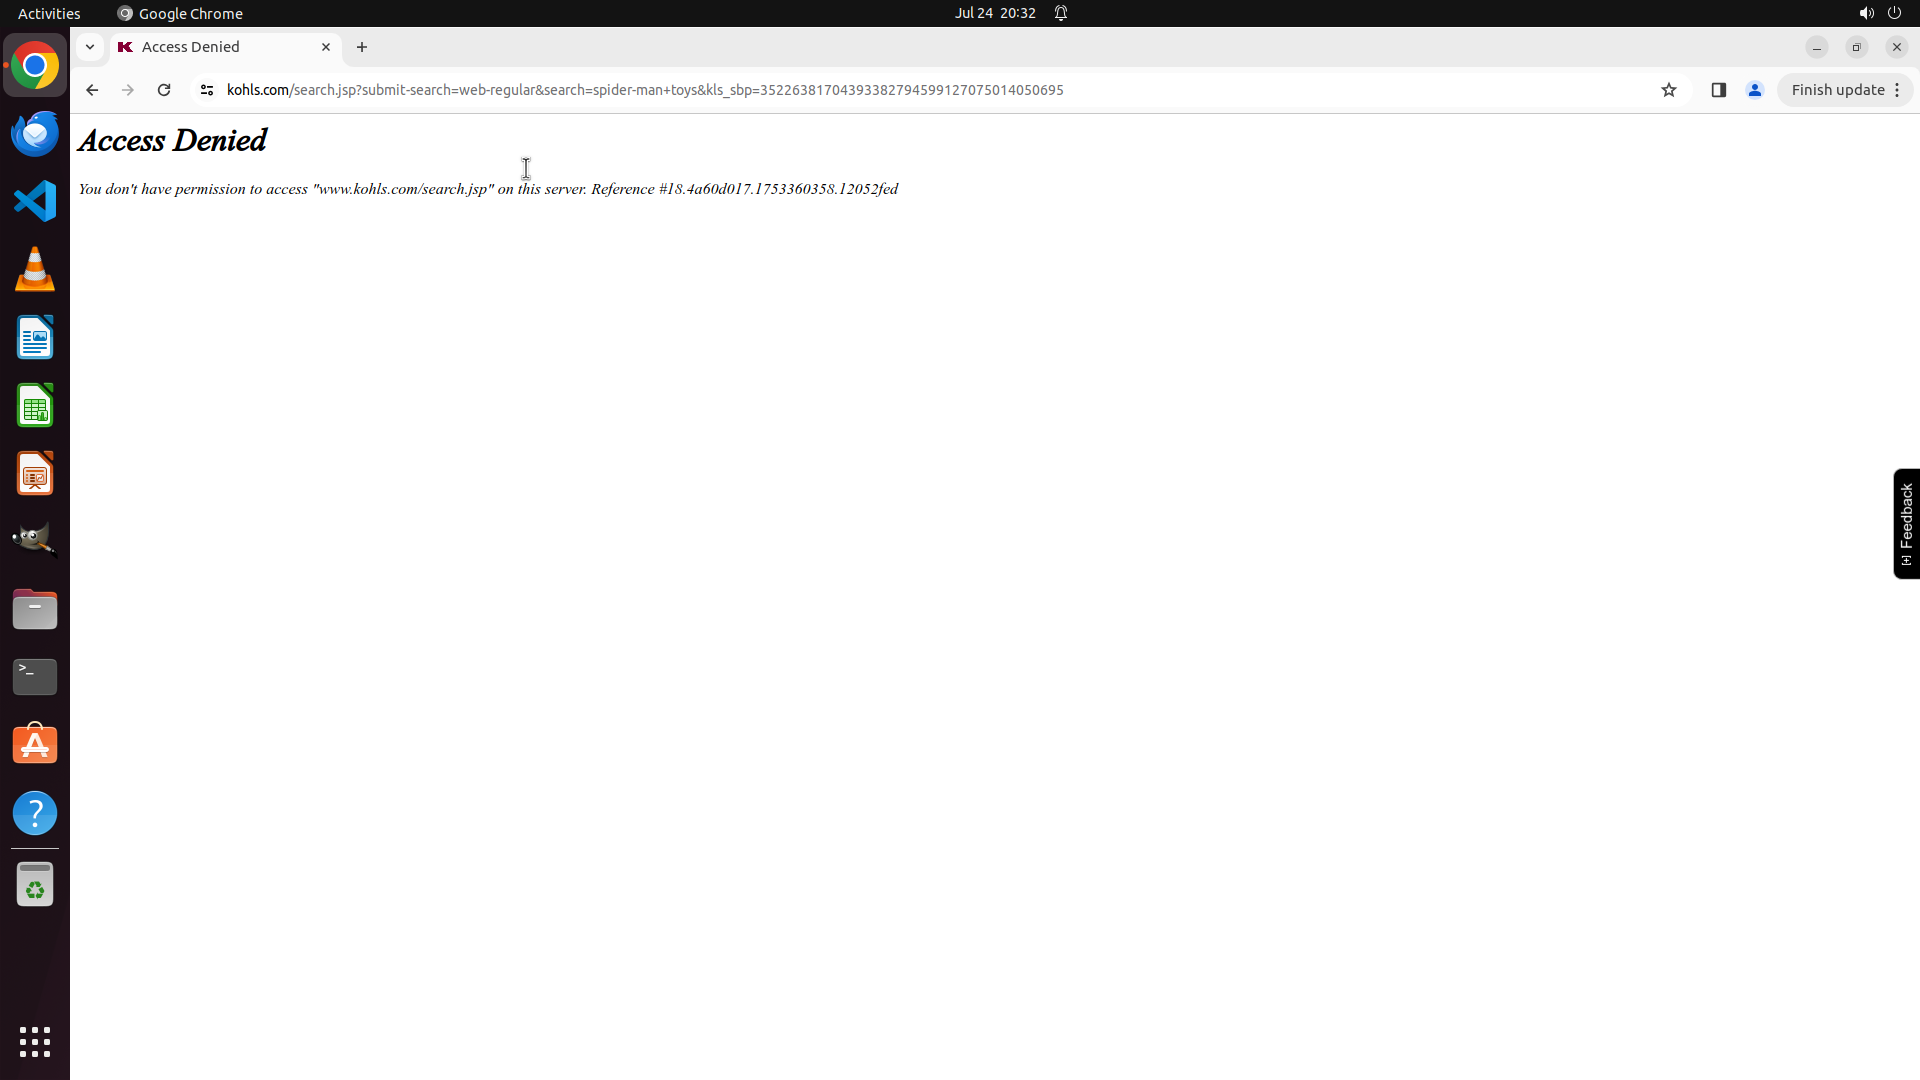 Activities
Google Chrome
Jul 24 20:32
Access Denied
kohls.com/search.jsp?submit-search=web-regular&search=spider-man+toys&kls_sbp=35226381704393382794599127075014050695
Finish update
Access Denied
You don't have permission to access "www.kohls.com/search.jsp" on this server. Reference #18.4a60d017.1753360358.12052fed
[+] Feedback